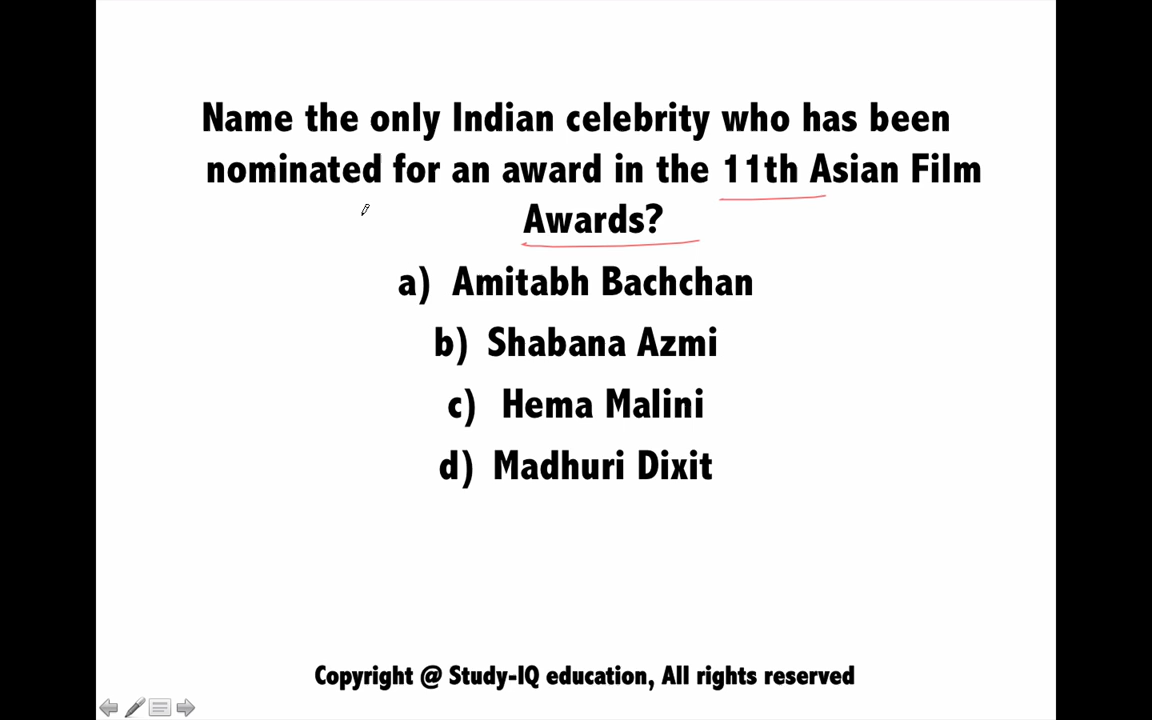 Name the only Indian celebrity who has been
nominated for an award in the 11th Asian Film
Awards?
a) Amitabh Bachchan
b) Shabana Azmi
c) Hema Malini
d) Madhuri Dixit
Copyright @ Study-IQ education, All rights reserved